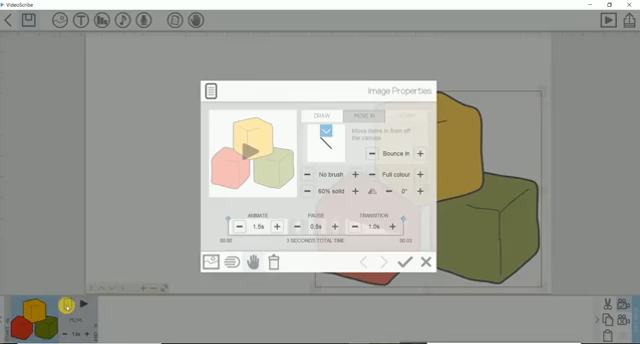 VideoScribe
Image Properties
DRAW
MOVE IN
Move items in from off
the canvas
Bounce in
No brush
Full colour
60% solid
0°
ANIMATE
PAUSE
TRANSITION
1.5s
0.5s
1.0s
00:00
3 SECONDS TOTAL TIME
00:03